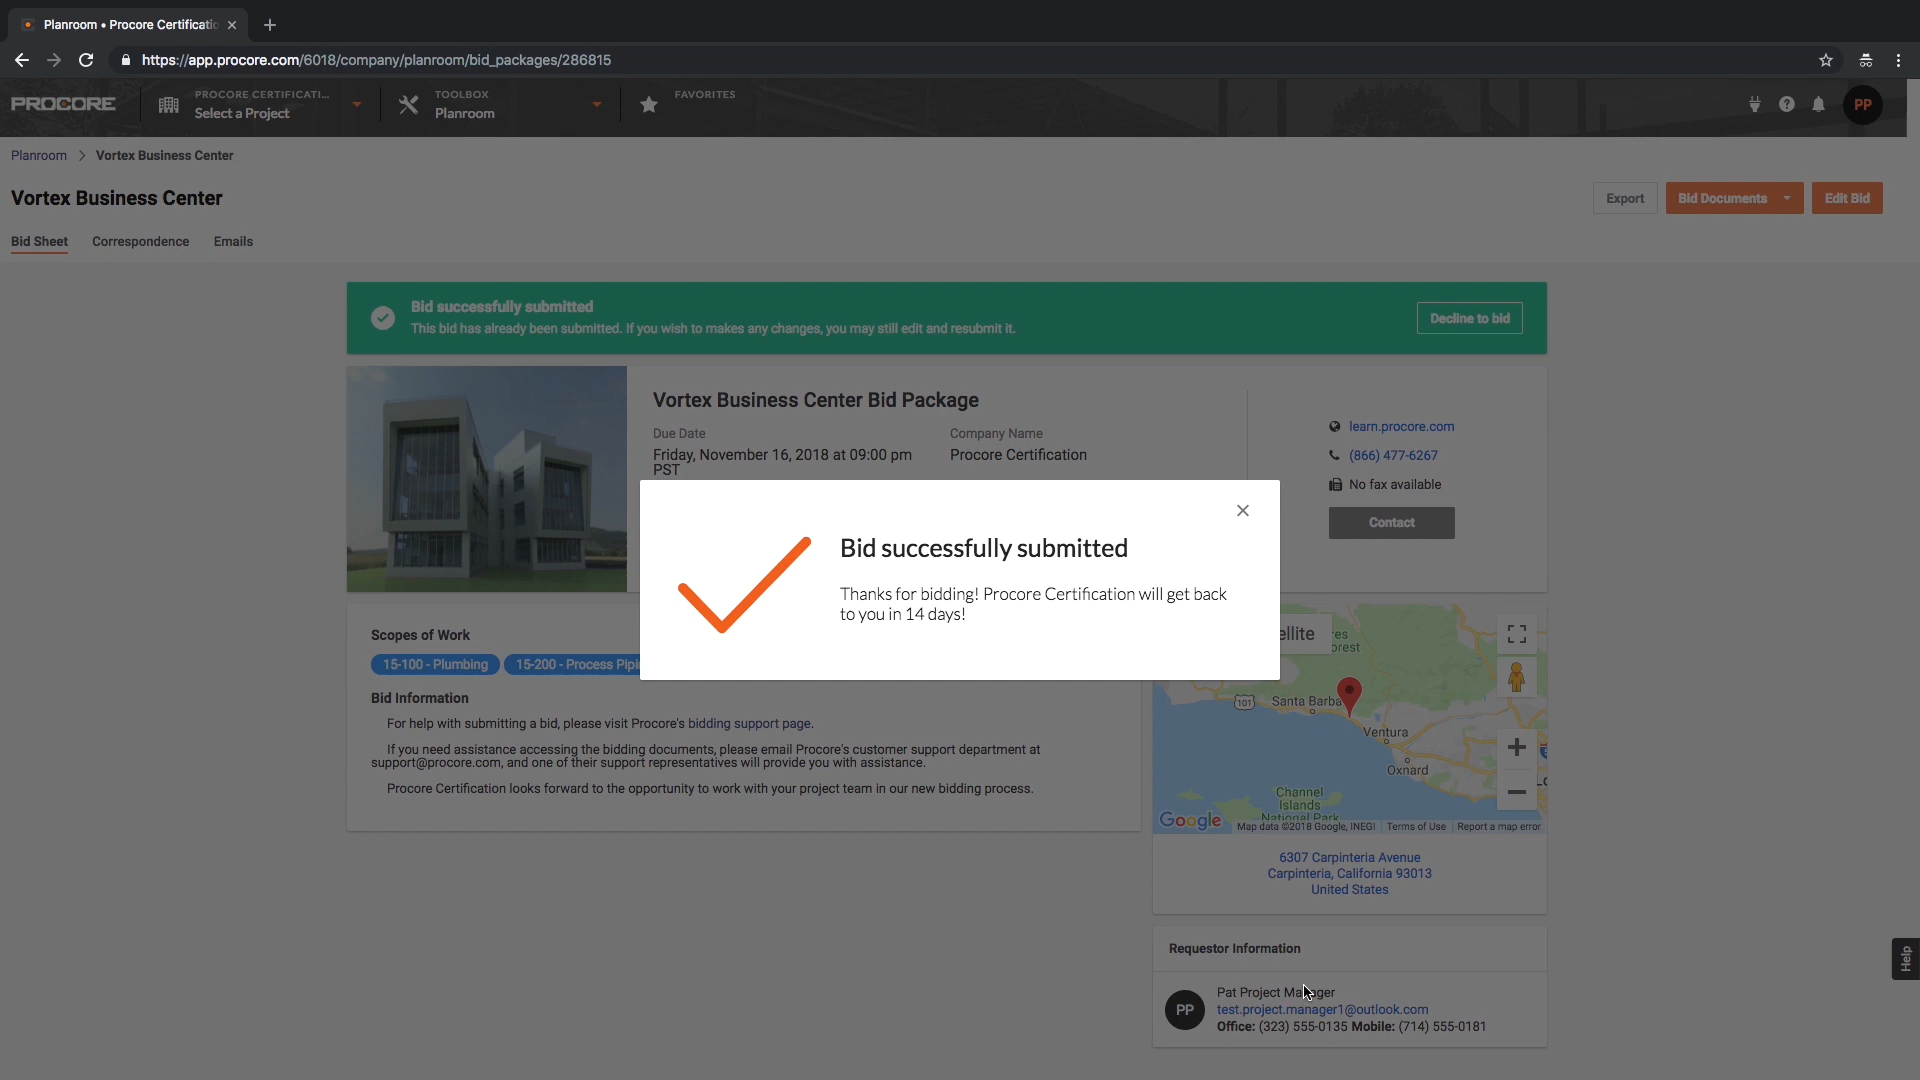 Planroom • Procore Certificatio
https://app.procore.com/6018/company/planroom/bid_packages/286815
PROCORE
PROCORE CERTIFICATI...
Select a Project
TOOLBOX
Planroom
FAVORITES
PP
Planroom > Vortex Business Center
Vortex Business Center
Export
Bid Documents
Edit Bid
Bid Sheet
Correspondence
Emails
Bid successfully submitted
This bid has already been submitted. If you wish to makes any changes, you may still edit and resubmit it.
Decline to bid
Vortex Business Center Bid Package
Due Date
Friday, November 16, 2018 at 09:00 pm
PST
Company Name
Procore Certification
learn.procore.com
(866) 477-6267
No fax available
Contact
Bid successfully submitted
Thanks for bidding! Procore Certification will get back
to you in 14 days!
Scopes of Work
15-100 - Plumbing
15-200 - Process Pipi
Bid Information
For help with submitting a bid, please visit Procore's bidding support page.
If you need assistance accessing the bidding documents, please email Procore's customer support department at
support@procore.com, and one of their support representatives will provide you with assistance.
Procore Certification looks forward to the opportunity to work with your project team in our new bidding process.
ellite
res
orest
101
Santa Barba
Ventura
Oxnard
Channel
Islands
National Park
Google
Map data ©2018 Google, INEGI
Terms of Use
Report a map error
6307 Carpinteria Avenue
Carpinteria, California 93013
United States
Requestor Information
PP
Pat Project Manager
test.project.manager1@outlook.com
Office: (323) 555-0135 Mobile: (714) 555-0181
Help